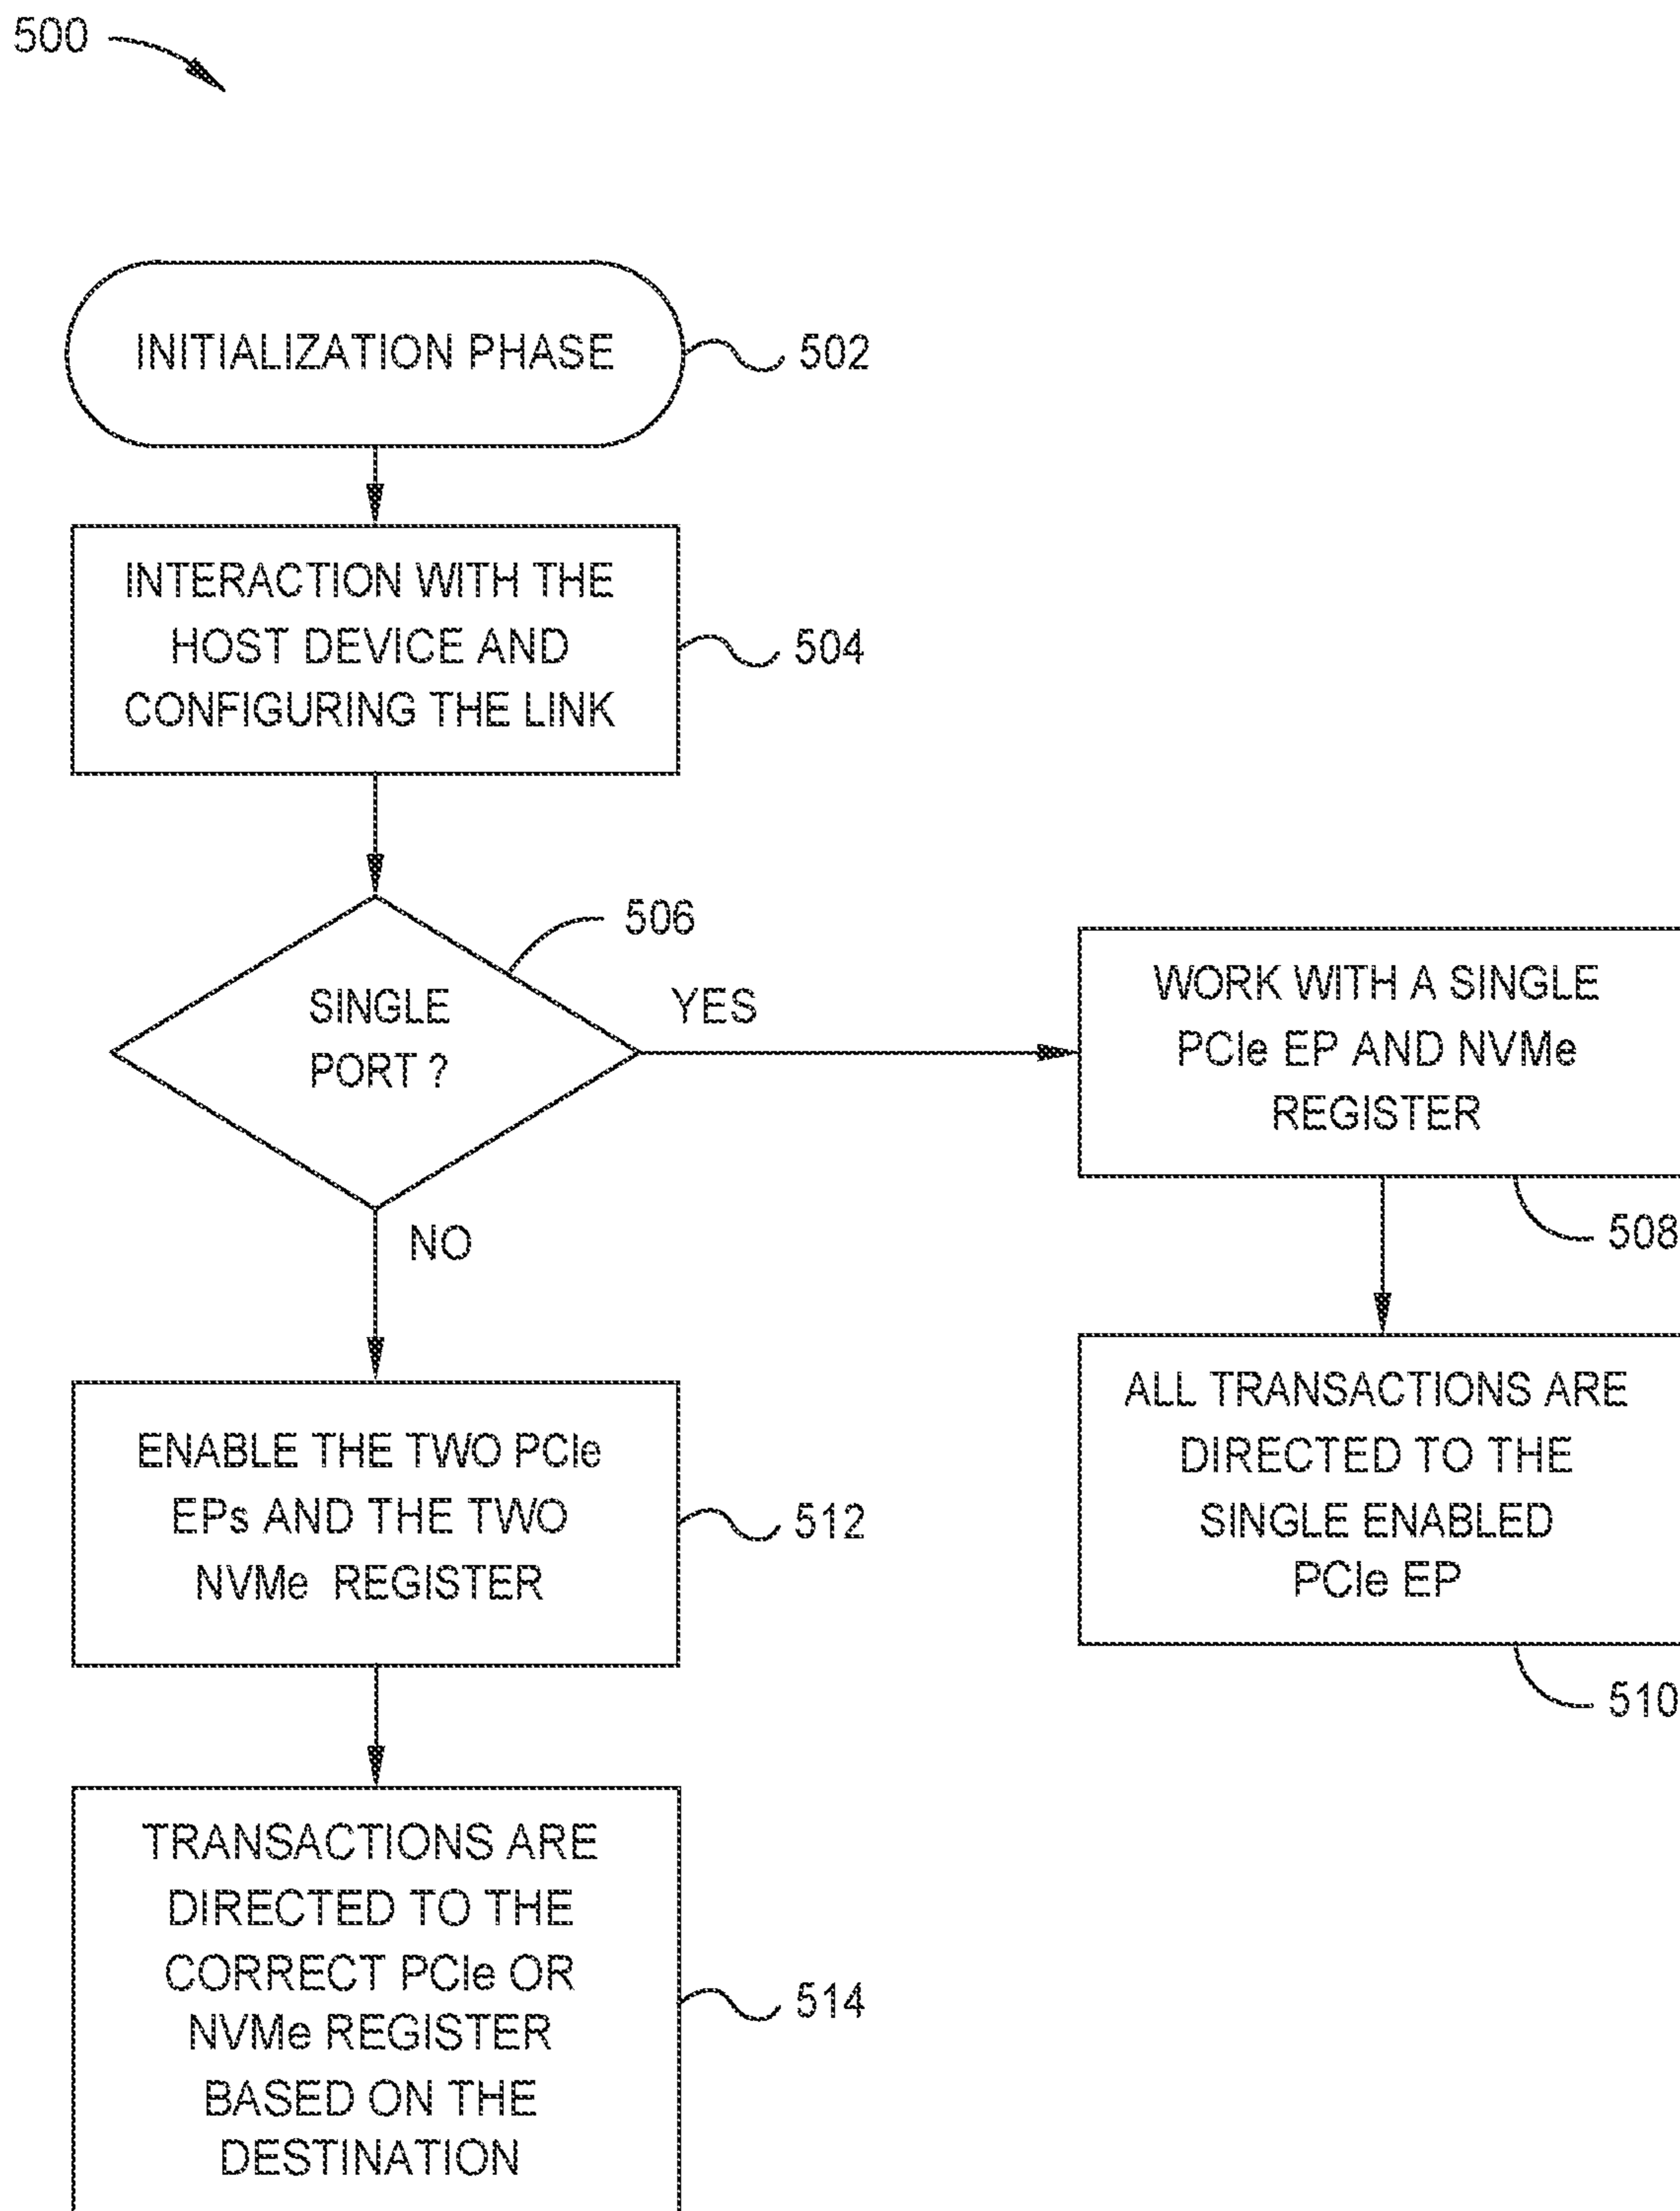 500
INITIALIZATION PHASE
502
INTERACTION WITH THE
HOST DEVICE AND
CONFIGURING THE LINK
504
SINGLE
PORT ?
506
YES
NO
WORK WITH A SINGLE
PCIe EP AND NVMe
REGISTER
508
ALL TRANSACTIONS ARE
DIRECTED TO THE
SINGLE ENABLED
PCIe EP
510
ENABLE THE TWO PCIe
EPs AND THE TWO
NVMe REGISTER
512
TRANSACTIONS ARE
DIRECTED TO THE
CORRECT PCIe OR
NVMe REGISTER
BASED ON THE
DESTINATION
514